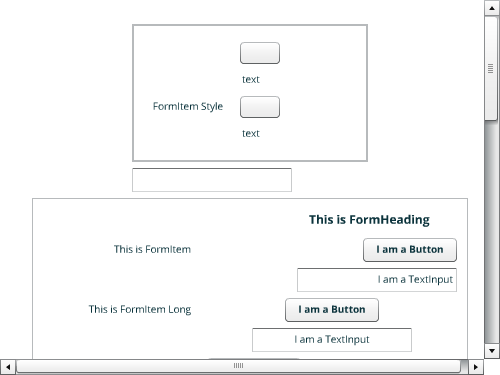 text
FormItem Style
text
This is FormHeading
This is FormItem
I am a Button
I am a TextInput
This is FormItem Long
I am a Button
I am a TextInput